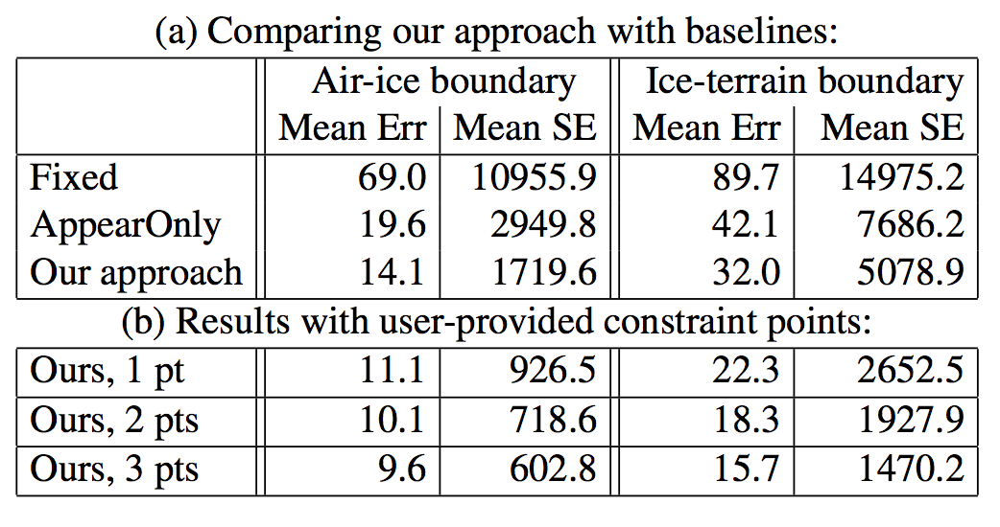 (a) Comparing our approach with baselines:
Air-ice boundary Ice-terrain boundary
Mean Err Mean SE Mean Err Mean SE
Fixed 69.0 10955.9 89.7 14975.2
AppearOnly 19.6 2949.8 42.1 7686.2
Our approach 14.1 1719.6 32.0 5078.9
(b) Results with user-provided constraint points:
Ours, 1 pt 11.1 926.5 22.3 2652.5
Ours, 2 pts 10.1 718.6 18.3 1927.9
Ours, 3 pts 9.6 602.8 15.7 1470.2